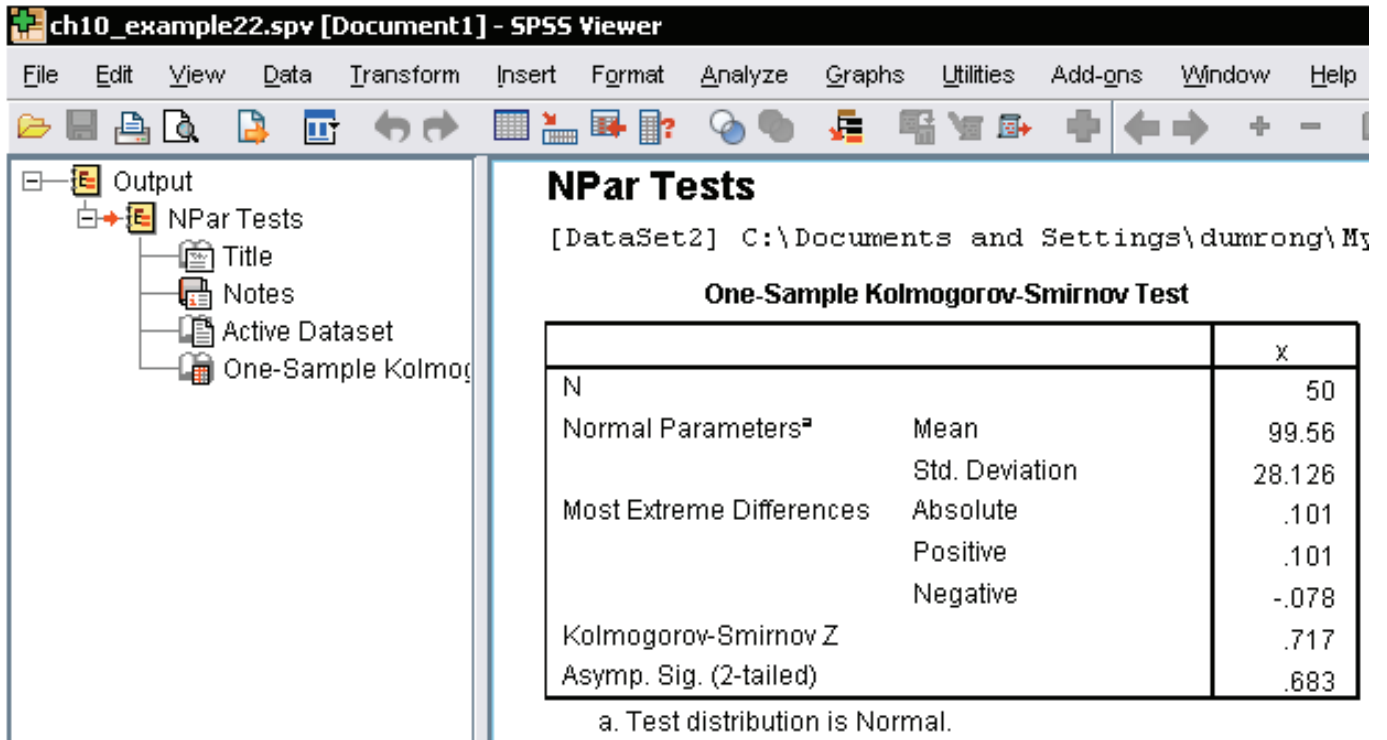 ch10_example22.spv [Document1] - SPSS Viewer
File Edit View Data Transform Insert Format Analyze Graphs Utilities Add-ons Window Help
Output
NPar Tests
Title
Notes
Active Dataset
One-Sample Kolmog
NPar Tests
[DataSet2] C:\Documents and Settings\dumrong\My
One-Sample Kolmogorov-Smirnov Test
x
N 50
Normal Parametersª Mean 99.56
Std. Deviation 28.126
Most Extreme Differences Absolute .101
Positive .101
Negative -.078
Kolmogorov-Smirnov Z .717
Asymp. Sig. (2-tailed) .683
a. Test distribution is Normal.